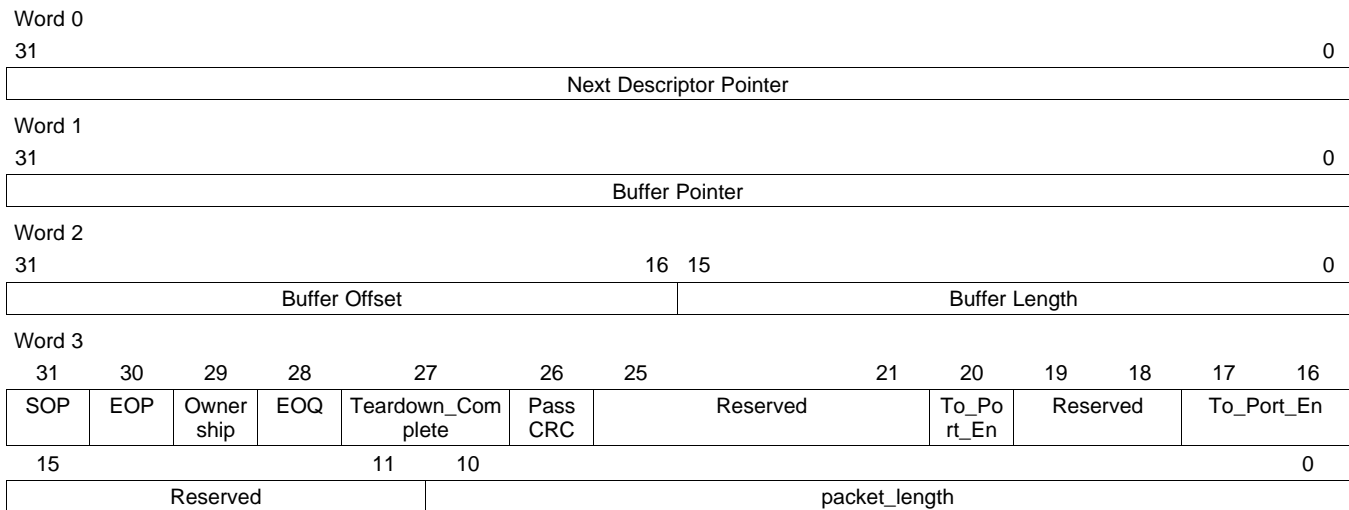 Word 0
31 0
Next Descriptor Pointer
Word 1
31 0
Buffer Pointer
Word 2
31 16 15 0
Buffer Offset Buffer Length
Word 3
31 30 29 28 27 26 25 21 20 19 18 17 16
SOP EOP Owner EOQ Teardown_Com Pass Reserved To_Po Reserved To_Port_En
ship plete CRC rt_En
15 11 10 0
Reserved packet_length